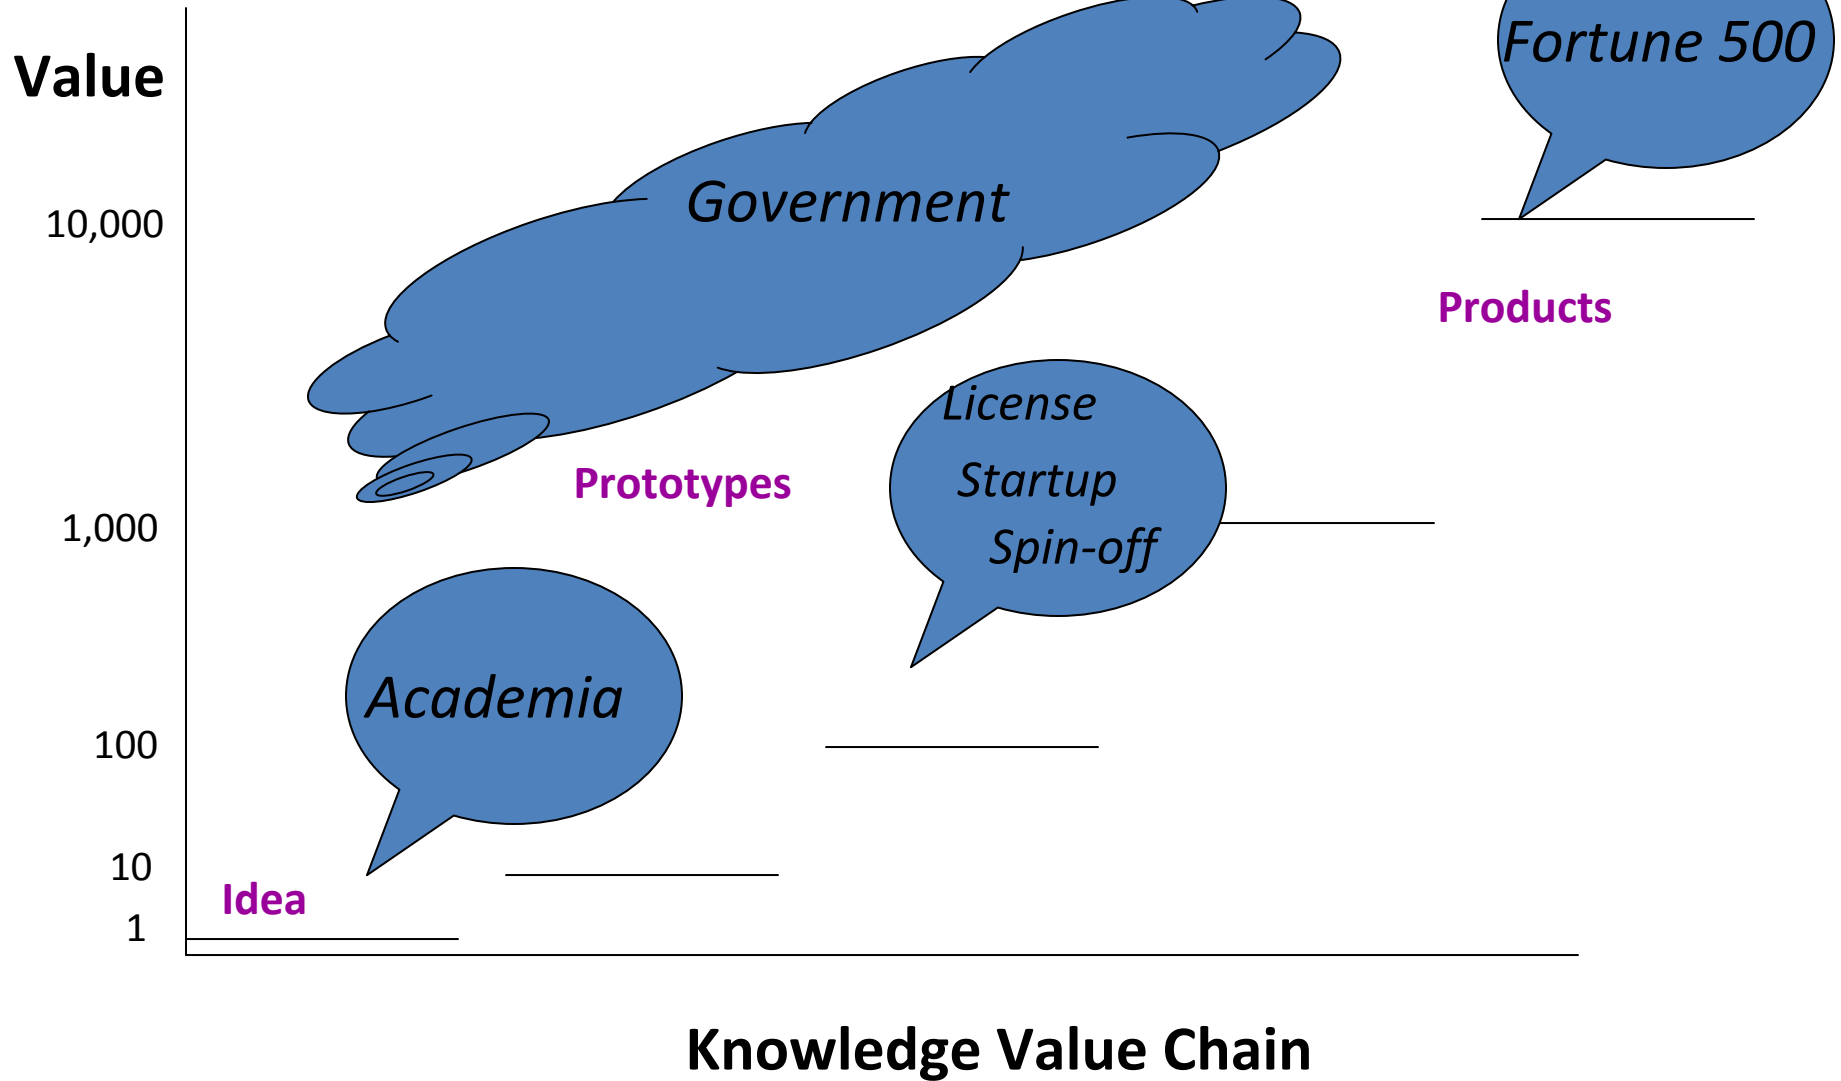 Fortune 500
Value
Government
10,000
Products
License
Startup
Prototypes
1,000
Spin-off
Academia
100
10
Idea
1
Knowledge Value Chain